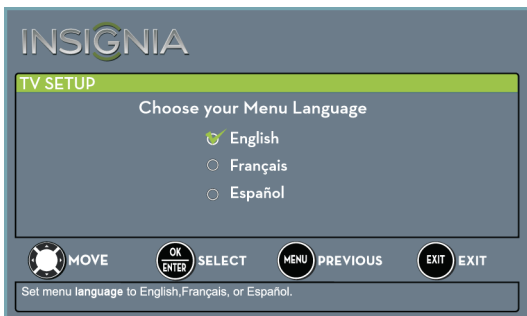 INSIGNIA
TV SETUP
Choose your Menu Language
English
Français
Español
MOVE OK ENTER SELECT MENU PREVIOUS EXIT EXIT
Set menu language to English,Français, or Español.